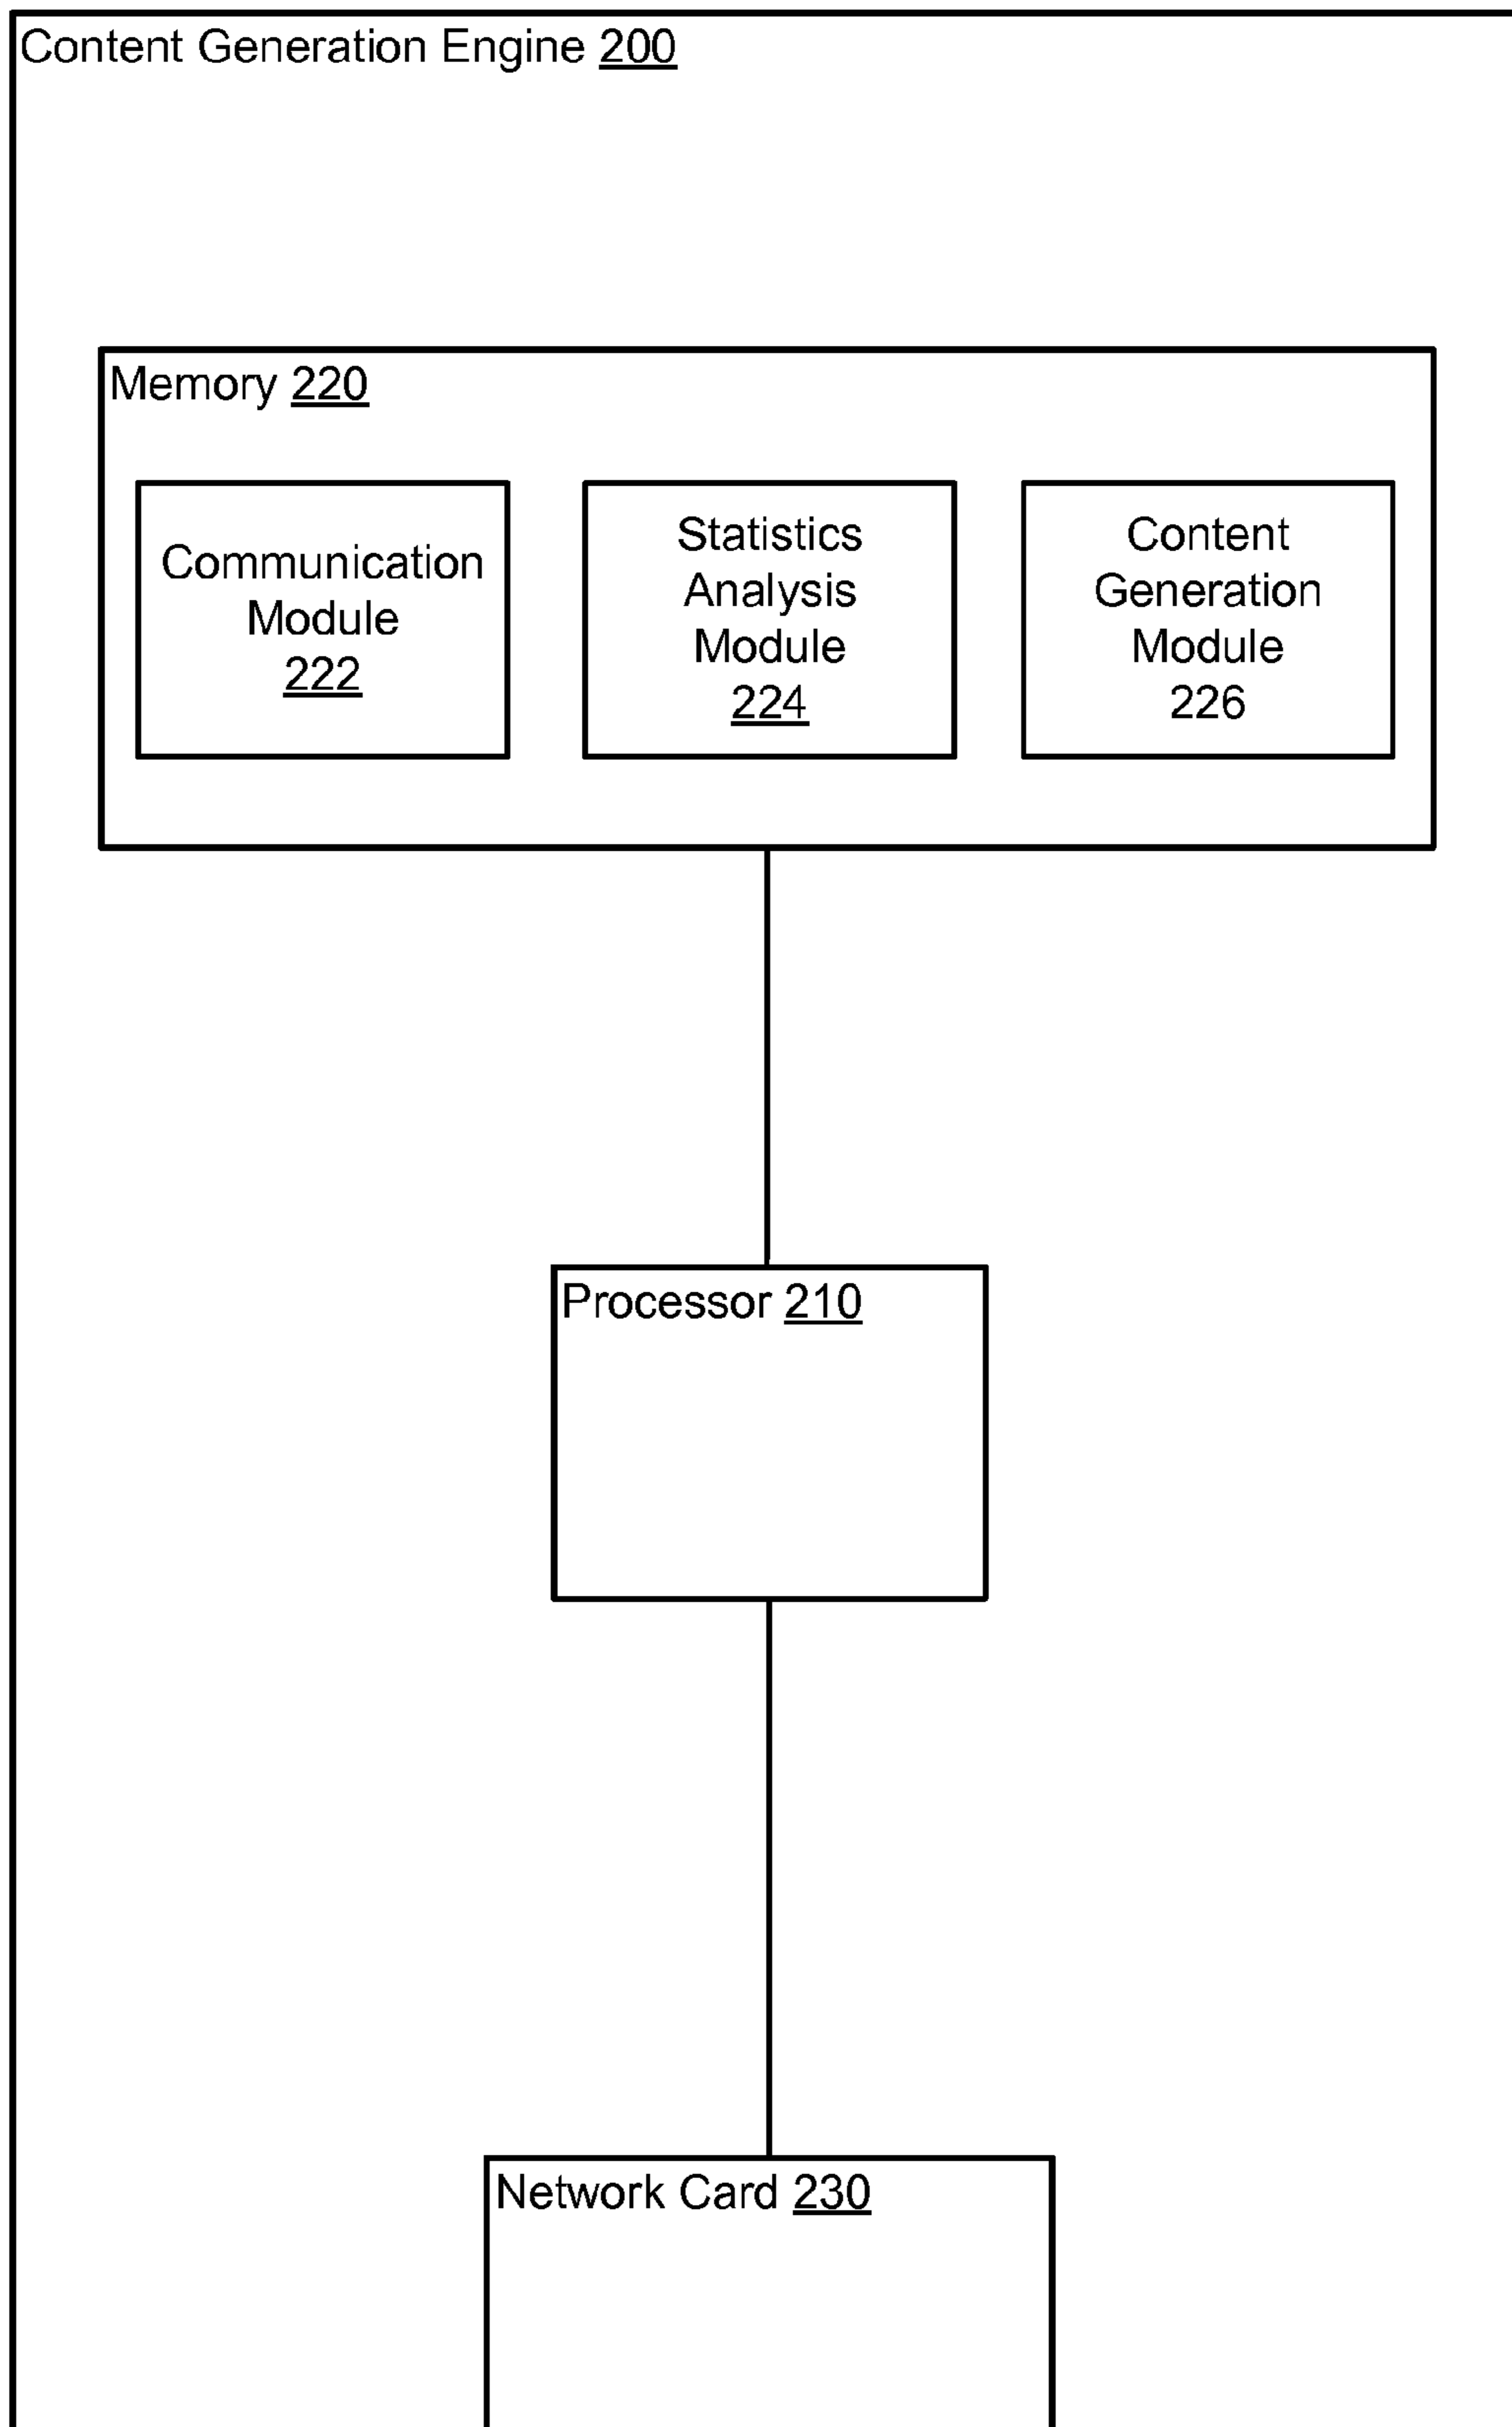 Content Generation Engine 200
Memory 220
Communication
Module
222
Statistics
Analysis
Module
224
Content
Generation
Module
226
Processor 210
Network Card 230